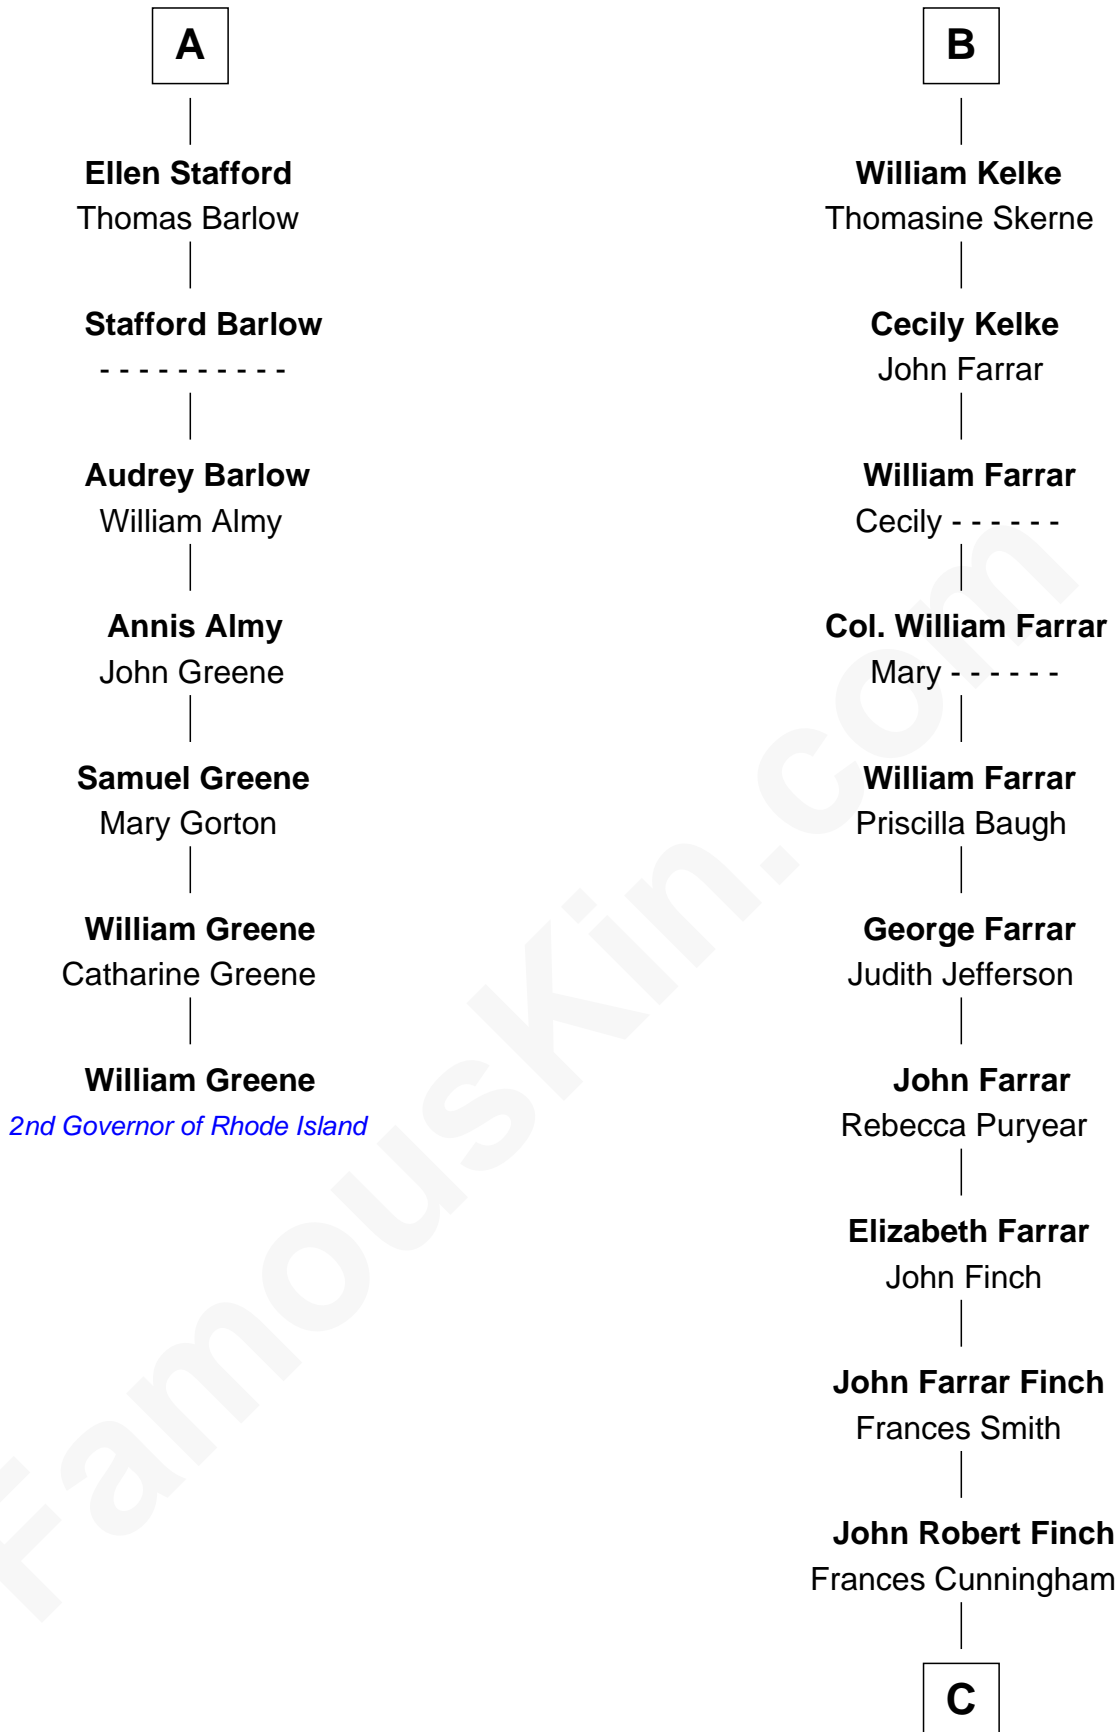 A
Ellen Stafford
Thomas Barlow
Stafford Barlow
- - - - - - - - - -
Audrey Barlow
William Almy
Annis Almy
John Greene
Samuel Greene
Mary Gorton
William Greene
Catharine Greene
William Greene
2nd Governor of Rhode Island
B
William Kelke
Thomasine Skerne
Cecily Kelke
John Farrar
William Farrar
Cecily - - - - - -
Col. William Farrar
Mary - - - - - -
William Farrar
Priscilla Baugh
George Farrar
Judith Jefferson
John Farrar
Rebecca Puryear
Elizabeth Farrar
John Finch
John Farrar Finch
Frances Smith
John Robert Finch
Frances Cunningham
C
FamousKin.com